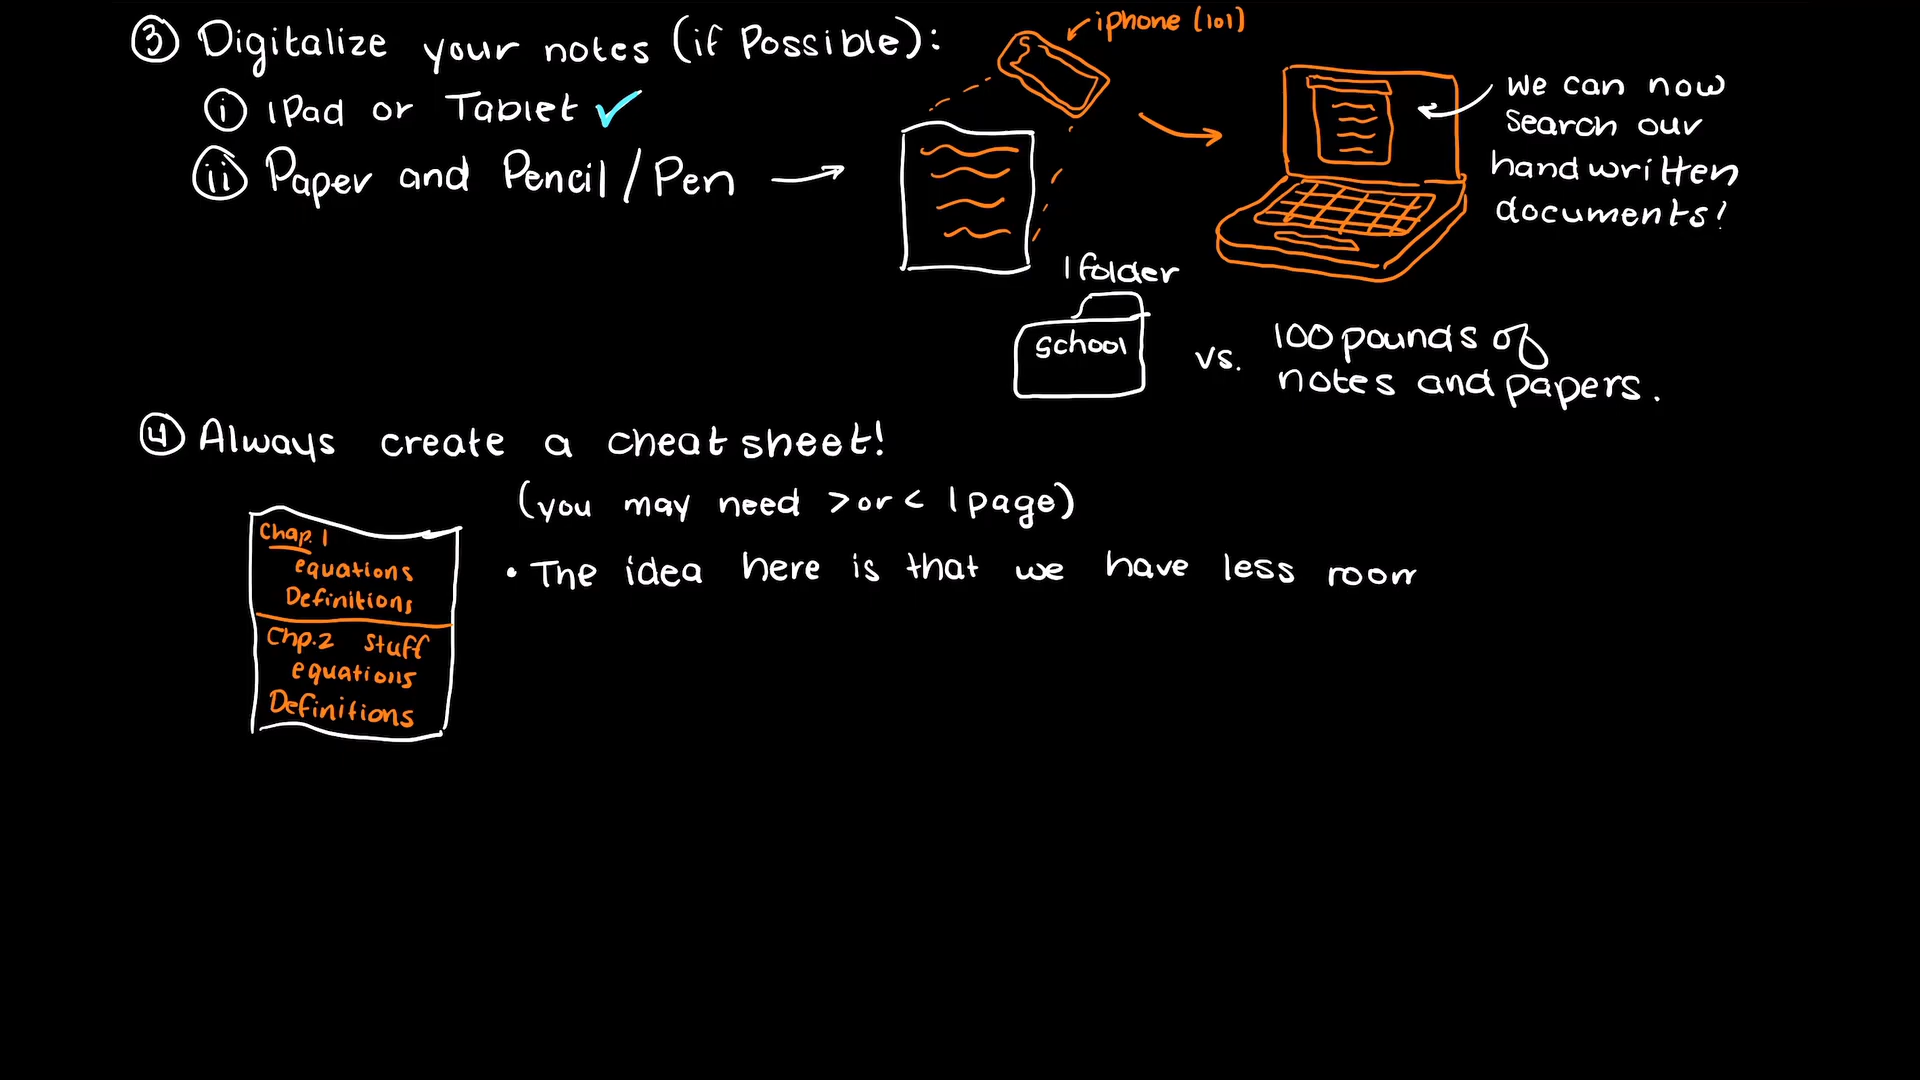 ③ Digitalize your notes (if Possible):
iphone (101)
ⓘ IPad or Tablet ✓
ii Paper and Pencil/Pen →
We can now
search our
handwritten
documents!
1 folder
school
vs.
100 pounds of
notes and papers.
④ Always create a cheat sheet!
(you may need > or < 1 page)
• The idea here is that we have less room
Chap. 1
equations
Definitions
Chp.2 stuff
equations
Definitions